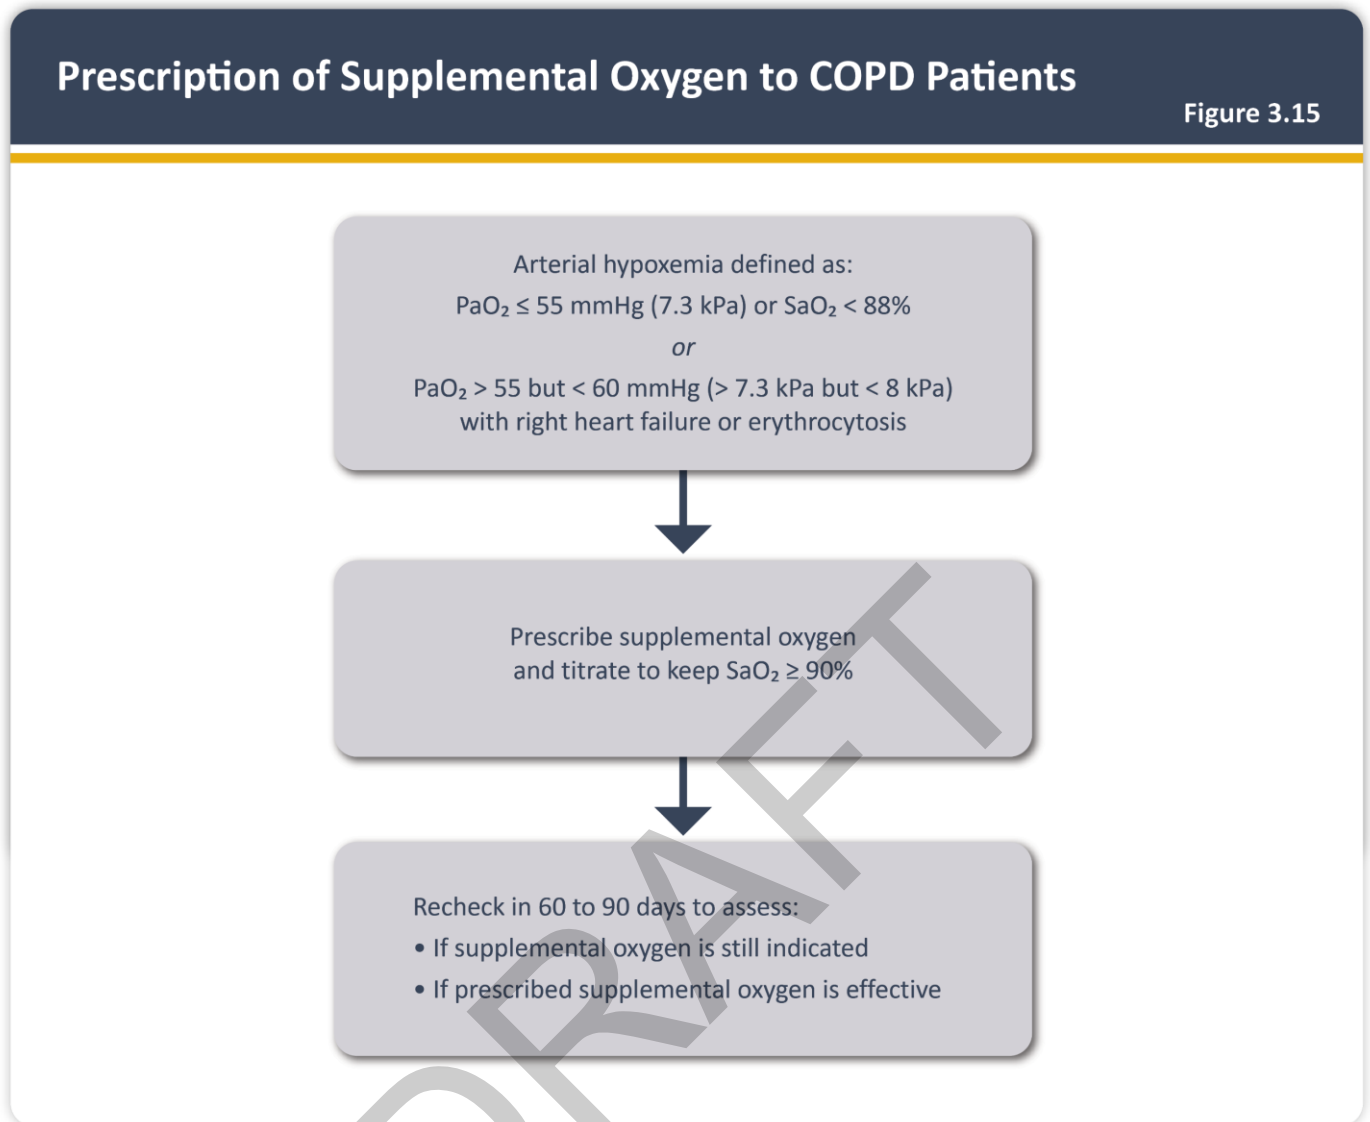 Prescription of Supplemental Oxygen to COPD Patients
Figure 3.15
Arterial hypoxemia defined as:
PaO₂ ≤ 55 mmHg (7.3 kPa) or SaO₂ < 88%
or
PaO₂ > 55 but < 60 mmHg (> 7.3 kPa but < 8 kPa)
with right heart failure or erythrocytosis
Prescribe supplemental oxygen
and titrate to keep SaO₂ ≥ 90%
Recheck in 60 to 90 days to assess:
• If supplemental oxygen is still indicated
• If prescribed supplemental oxygen is effective
DRAFT